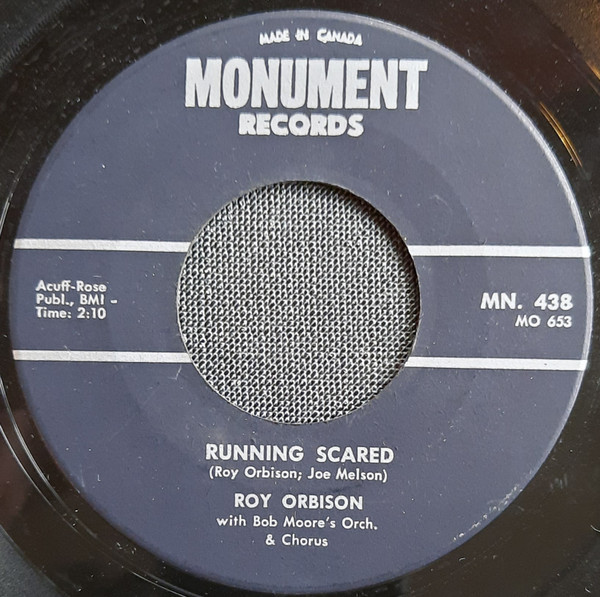 MADE IN CANADA
MONUMENT
RECORDS
Acuff-Rose
Publ., BMI -
Time: 2:10
MN. 438
MO 653
RUNNING SCARED
(Roy Orbison; Joe Melson)
ROY ORBISON
with Bob Moore's Orch.
& Chorus